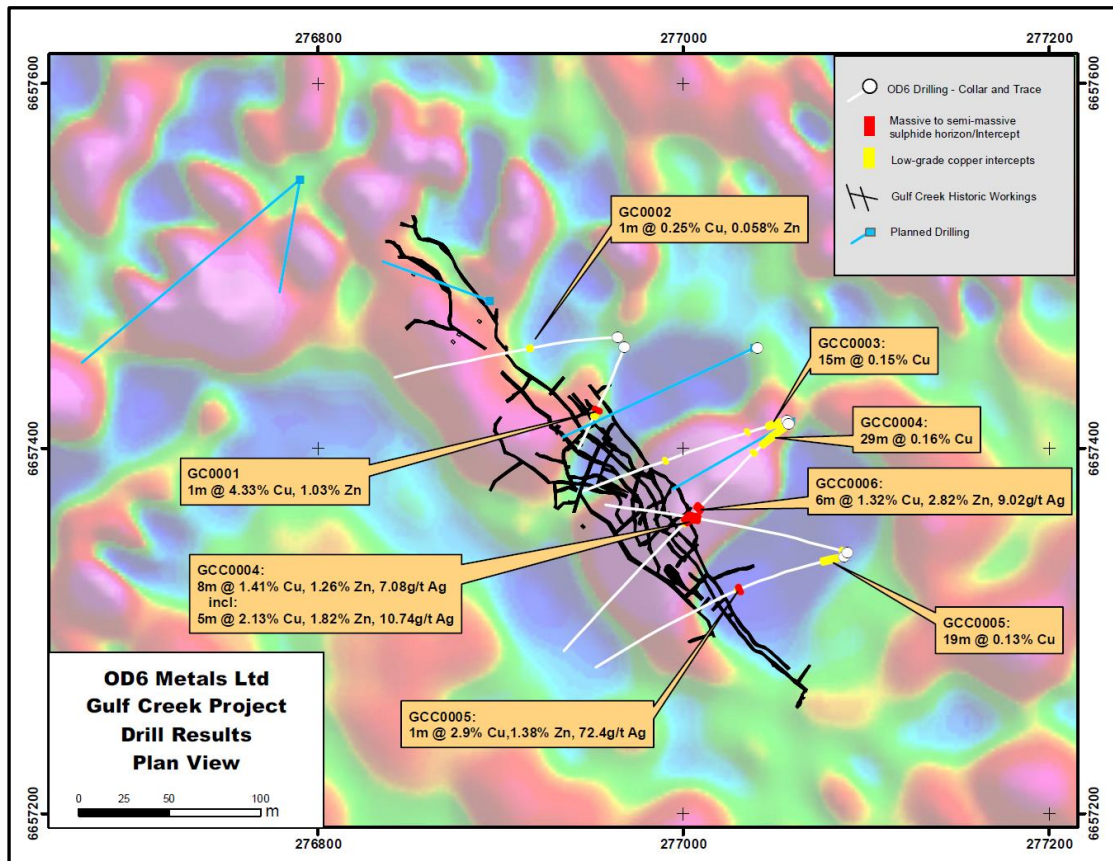 276800
277000
277200
6657600
6657600
OD6 Drilling - Collar and Trace
Massive to semi-massive
sulphide horizon/Intercept
Low-grade copper intercepts
Gulf Creek Historic Workings
Planned Drilling
GC0002
1m @ 0.25% Cu, 0.058% Zn
GCC0003:
15m @ 0.15% Cu
GCC0004:
29m @ 0.16% Cu
6657400
6657400
GC0001
1m @ 4.33% Cu, 1.03% Zn
GCC0006:
6m @ 1.32% Cu, 2.82% Zn, 9.02g/t Ag
GCC0004:
8m @ 1.41% Cu, 1.26% Zn, 7.08g/t Ag
incl:
5m @ 2.13% Cu, 1.82% Zn, 10.74g/t Ag
GCC0005:
19m @ 0.13% Cu
GCC0005:
1m @ 2.9% Cu,1.38% Zn, 72.4g/t Ag
OD6 Metals Ltd
Gulf Creek Project
Drill Results
Plan View
0 25 50 100
m
6657200
6657200
276800
277000
277200